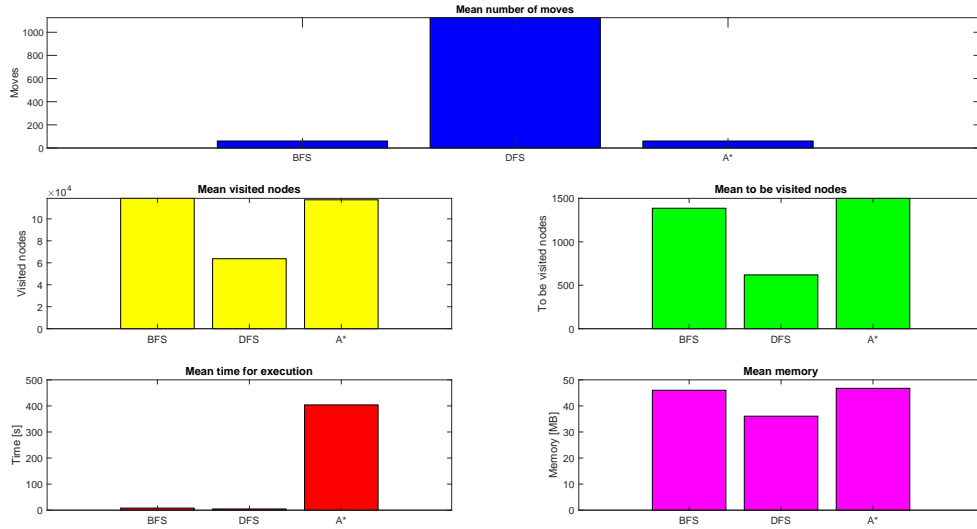 Mean number of moves
1000
800
600
400
200
0
Moves
BFS DFS A*
Mean visited nodes
×10⁴
10
8
6
4
2
0
Visited nodes
BFS DFS A*
Mean to be visited nodes
1500
1000
500
0
To be visited nodes
BFS DFS A*
Mean time for execution
500
400
300
200
100
0
Time [s]
BFS DFS A*
Mean memory
50
40
30
20
10
0
Memory [MB]
BFS DFS A*